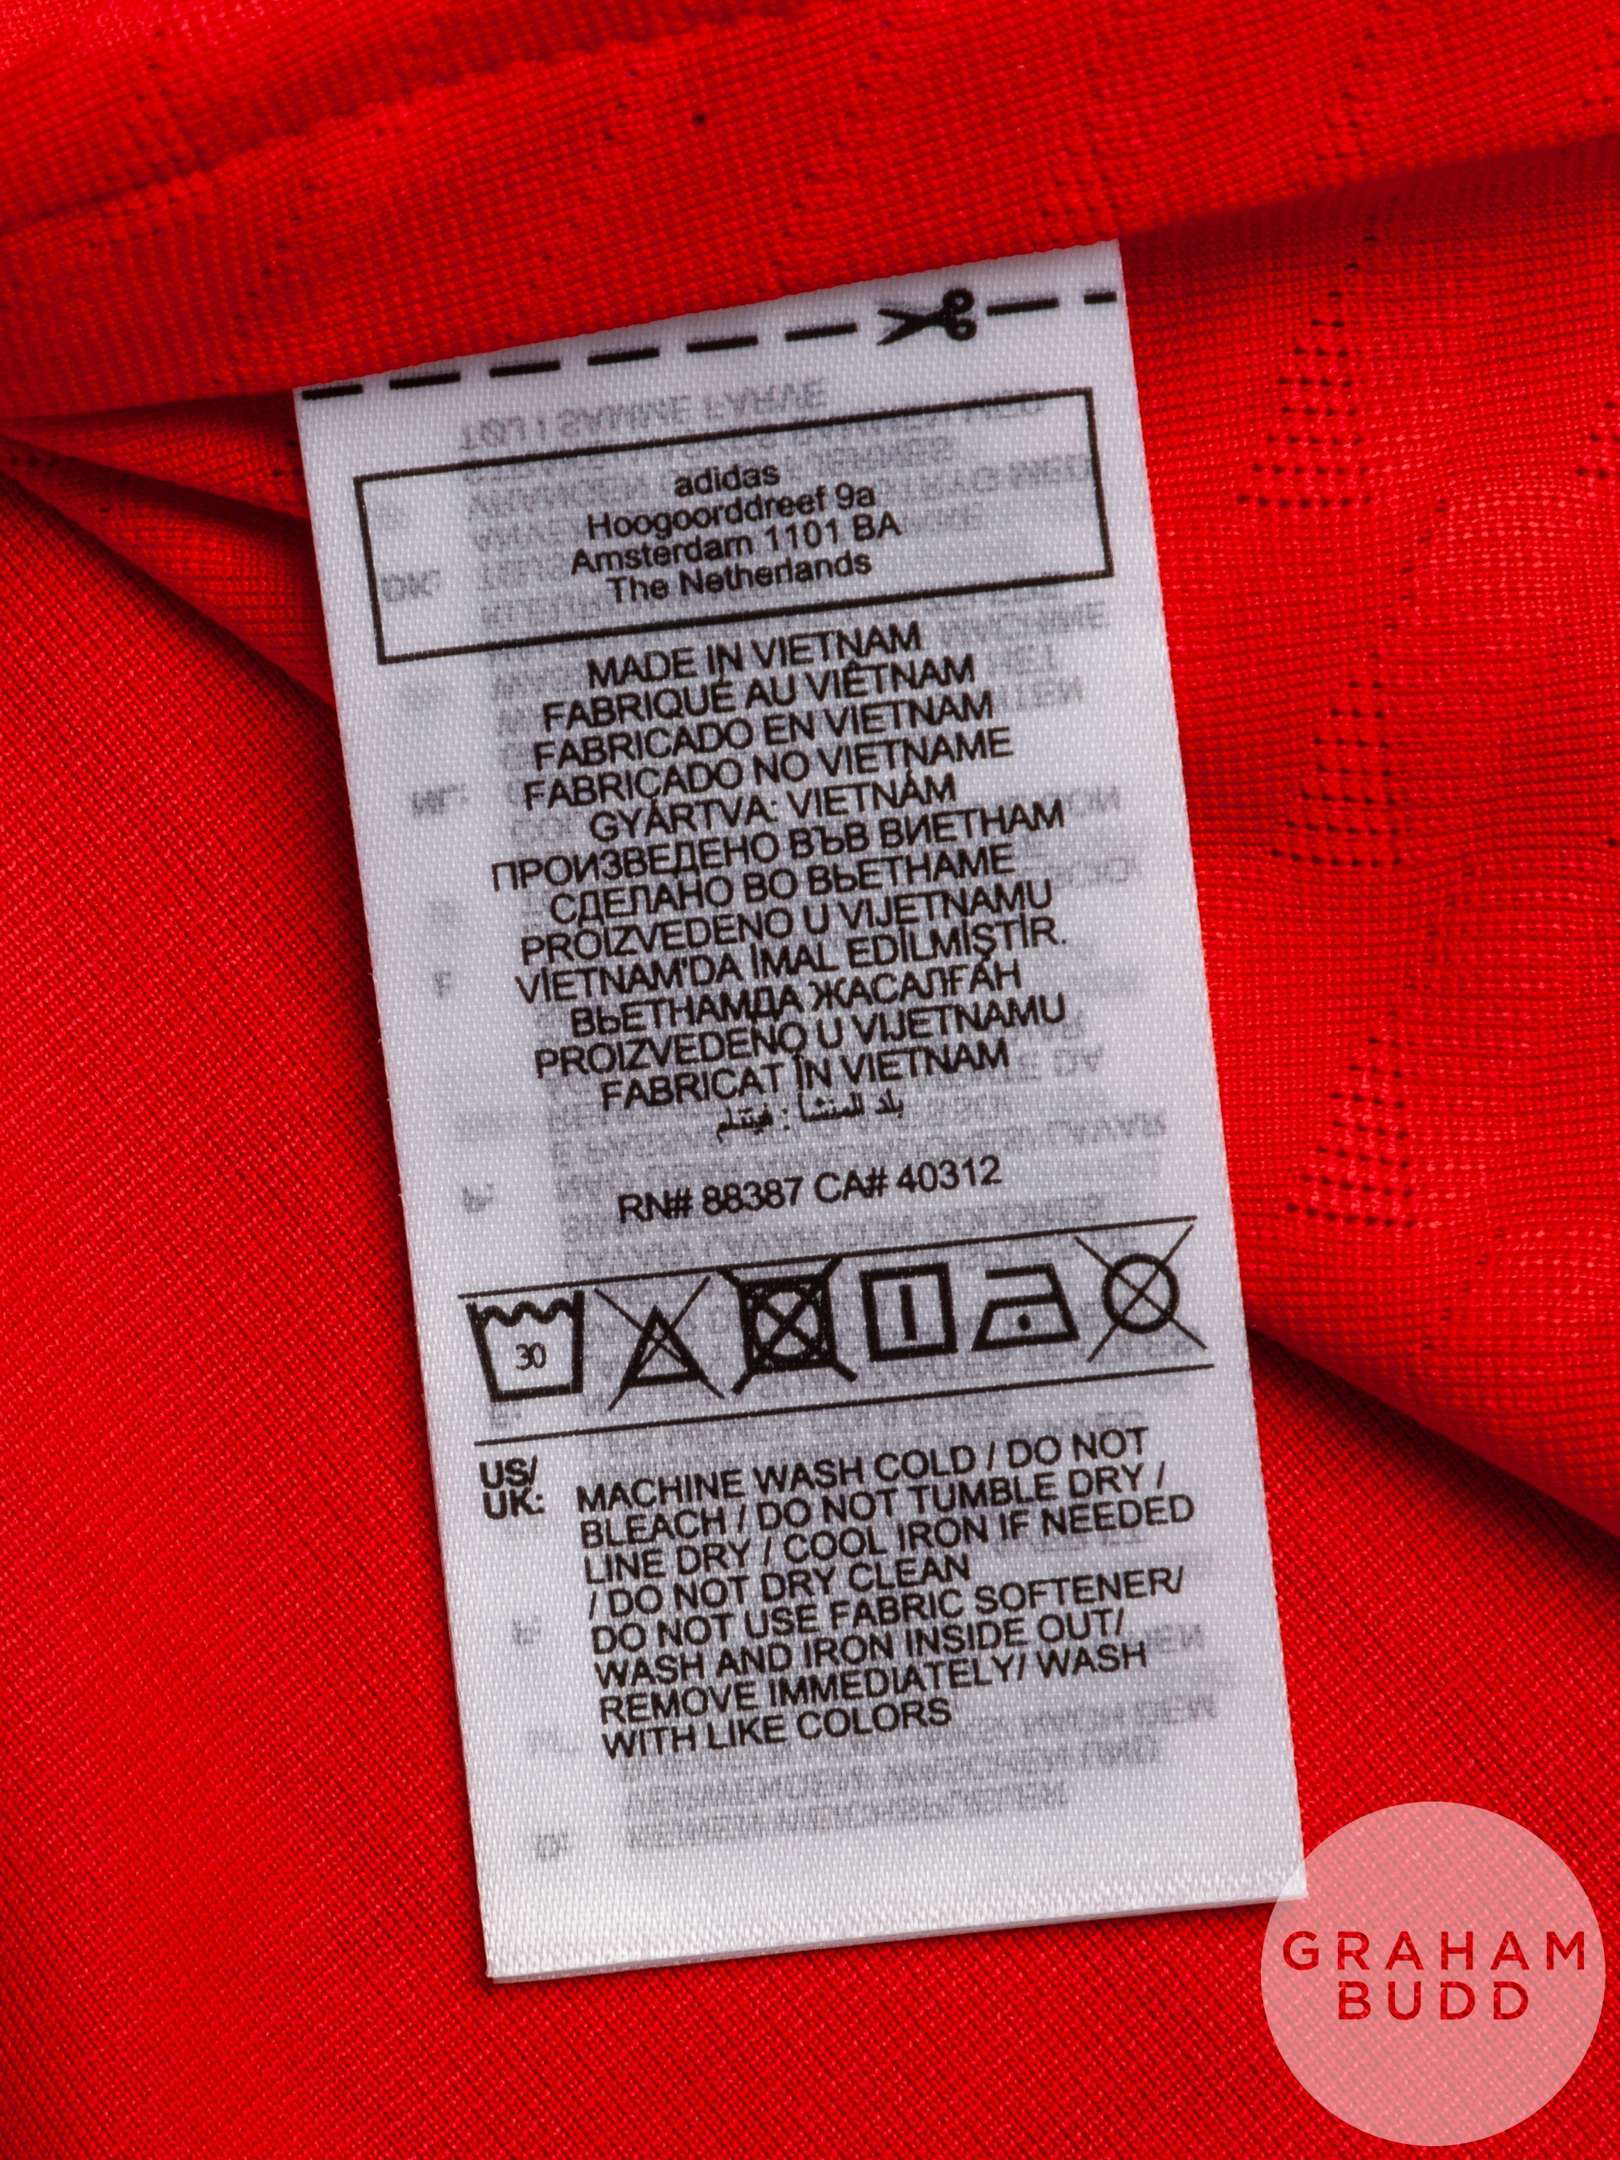 adidas
Hoogoorddreef 9a
Amsterdam 1101 BA
The Netherlands
MADE IN VIETNAM
FABRIQUÉ AU VIÊTNAM
FABRICADO EN VIETNAM
FABRICADO NO VIETNAME
GYÁRTVA: VIETNÁM
ПРОИЗВЕДЕНО ВЪВ ВИЕТНАМ
СДЕЛАНО ВО ВЬЕТНАМЕ
PROIZVEDENO U VIJETNAMU
VİETNAM'DA İMAL EDİLMİŞTİR.
ВЬЕТНАМДА ЖАСАЛҒАН
PROIZVEDENO U VIJETNAMU
FABRICAT ÎN VIETNAM
بلد المنشأ : فيتنام
RN# 88387 CA# 40312
30
US/
UK:
MACHINE WASH COLD / DO NOT
BLEACH / DO NOT TUMBLE DRY /
LINE DRY / COOL IRON IF NEEDED
/ DO NOT DRY CLEAN
DO NOT USE FABRIC SOFTENER/
WASH AND IRON INSIDE OUT/
REMOVE IMMEDIATELY/ WASH
WITH LIKE COLORS
GRAHAM
BUDD